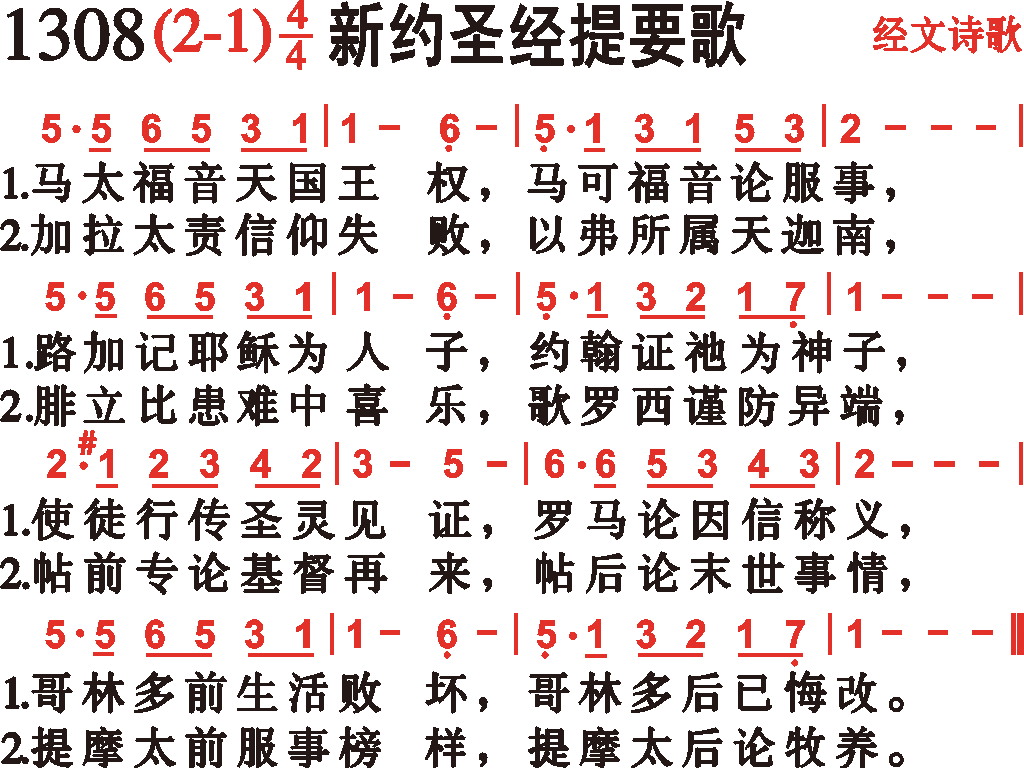 1308(2-1) 4/4 新约圣经提要歌 经文诗歌
5·5 6 5 3 1|1 - 6 -|5·1 3 1 5 3|2 - - -|
1.马太福音天国王 权，马可福音论服事，
2.加拉太责信仰失 败，以弗所属天迦南，
5·5 6 5 3 1|1 - 6 -|5·1 3 2 1 7|1 - - -|
1.路加记耶稣为人 子，约翰证祂为神子，
2.腓立比患难中喜 乐，歌罗西谨防异端，
2·#1 2 3 4 2|3 - 5 -|6·6 5 3 4 3|2 - - -|
1.使徒行传圣灵见 证，罗马论因信称义，
2.帖前专论基督再 来，帖后论末世事情，
5·5 6 5 3 1|1 - 6 -|5·1 3 2 1 7|1 - - -‖
1.哥林多前生活败 坏，哥林多后已悔改。
2.提摩太前服事榜 样，提摩太后论牧养。